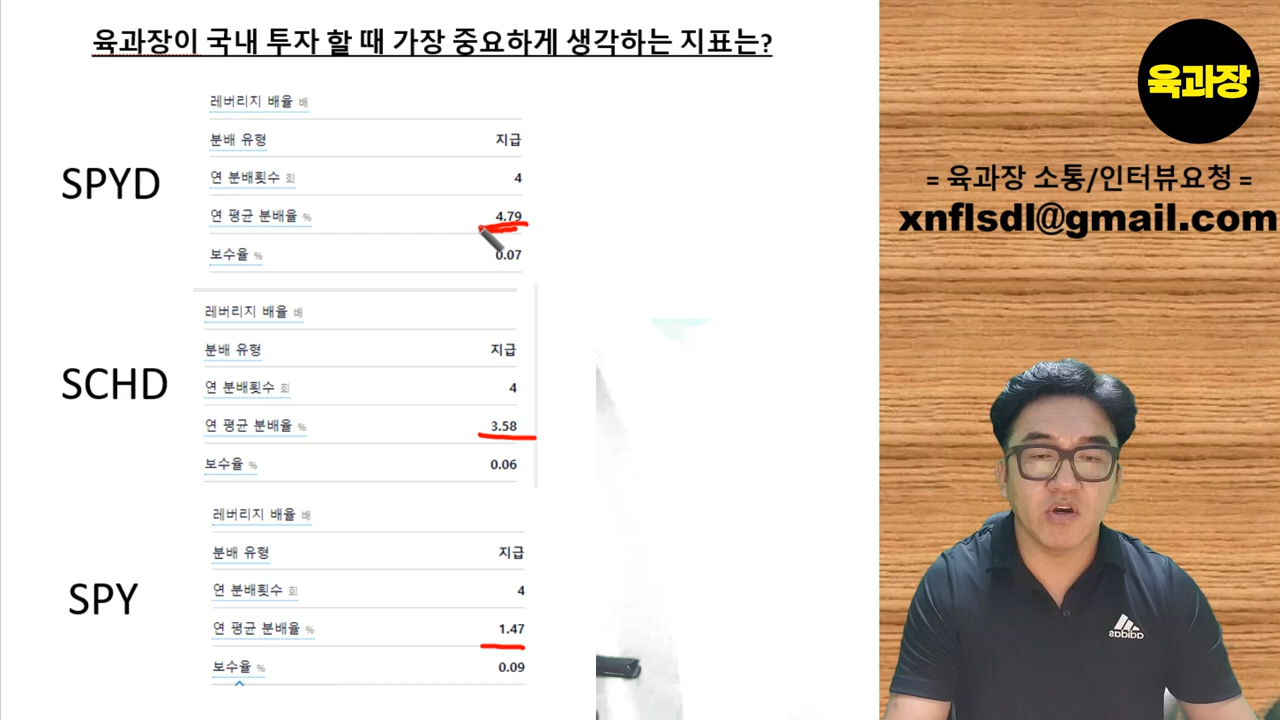 육과장이 국내 투자 할 때 가장 중요하게 생각하는 지표는?
SPYD
레버리지 배율 배
분배 유형 지급
연 분배횟수 회 4
연 평균 분배율 % 4.79
보수율 % 0.07
SCHD
레버리지 배율 배
분배 유형 지급
연 분배횟수 회 4
연 평균 분배율 % 3.58
보수율 % 0.06
SPY
레버리지 배율 배
분배 유형 지급
연 분배횟수 회 4
연 평균 분배율 % 1.47
보수율 % 0.09
육과장
= 육과장 소통/인터뷰요청 =
xnflsdl@gmail.com
adidas